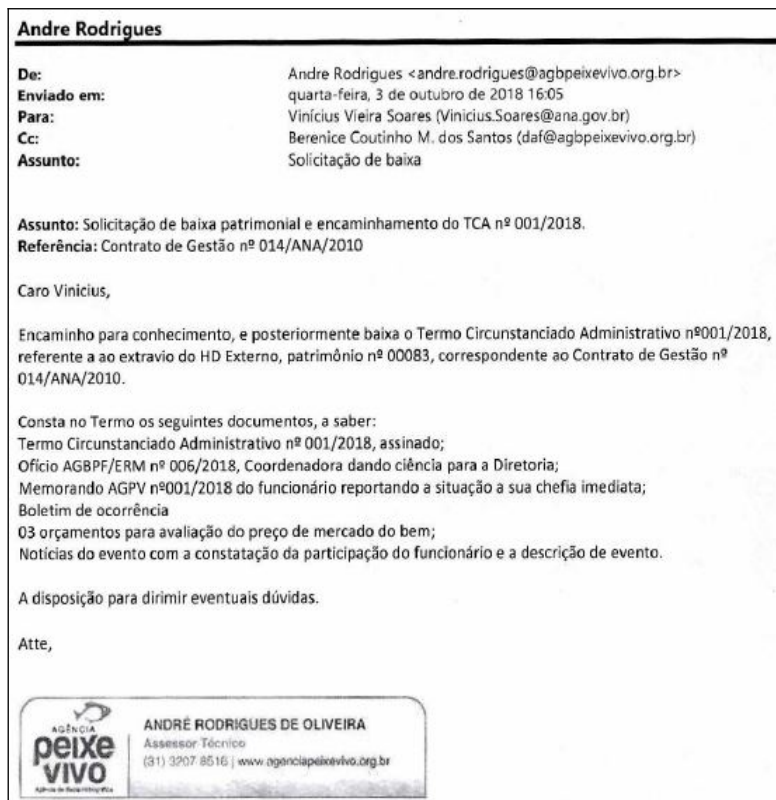 Andre Rodrigues
De: Andre Rodrigues <andre.rodrigues@agbpeixevivo.org.br>
Enviado em: quarta-feira, 3 de outubro de 2018 16:05
Para: Vinícius Vieira Soares (Vinicius.Soares@ana.gov.br)
Cc: Berenice Coutinho M. dos Santos (daf@agbpeixevivo.org.br)
Assunto: Solicitação de baixa
Assunto: Solicitação de baixa patrimonial e encaminhamento do TCA nº 001/2018.
Referência: Contrato de Gestão nº 014/ANA/2010
Caro Vinicius,
Encaminho para conhecimento, e posteriormente baixa o Termo Circunstanciado Administrativo nº001/2018,
referente a ao extravio do HD Externo, patrimônio nº 00083, correspondente ao Contrato de Gestão nº
014/ANA/2010.
Consta no Termo os seguintes documentos, a saber:
Termo Circunstanciado Administrativo nº 001/2018, assinado;
Ofício AGBPF/ERM nº 006/2018, Coordenadora dando ciência para a Diretoria;
Memorando AGPV nº001/2018 do funcionário reportando a situação a sua chefia imediata;
Boletim de ocorrência
03 orçamentos para avaliação do preço de mercado do bem;
Notícias do evento com a constatação da participação do funcionário e a descrição de evento.
A disposição para dirimir eventuais dúvidas.
Atte,
AGÊNCIA
peixe
vivo
ANDRÉ RODRIGUES DE OLIVEIRA
Assessor Técnico
(31) 3207 8516 | www.agenciapeixevivo.org.br